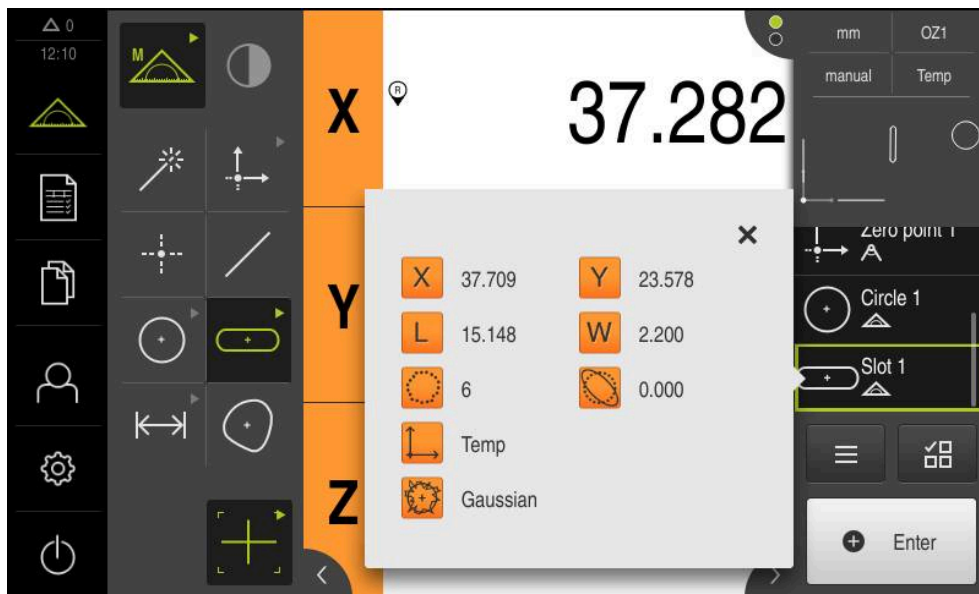 △ 0
12:10
M
X
R
37.282
mm
OZ1
manual
Temp
Zero point 1
Circle 1
Slot 1
Y
Z
X 37.709
Y 23.578
L 15.148
W 2.200
6
0.000
Temp
Gaussian
Enter